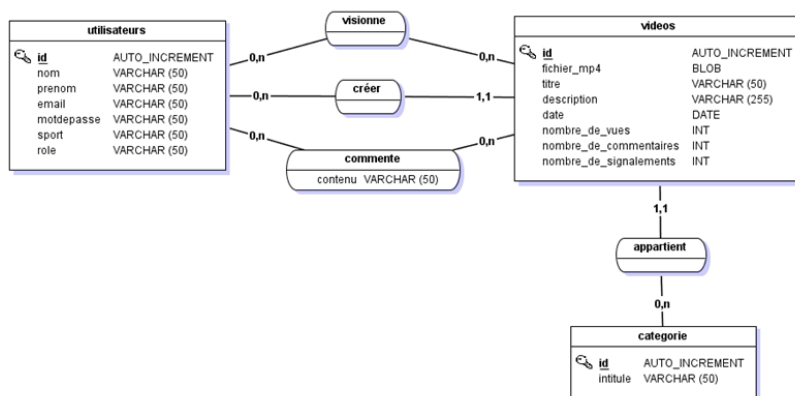 utilisateurs
id AUTO_INCREMENT
nom VARCHAR (50)
prenom VARCHAR (50)
email VARCHAR (50)
motdepasse VARCHAR (50)
sport VARCHAR (50)
role VARCHAR (50)
visionne
0,n
0,n
créer
0,n
1,1
commente
contenu VARCHAR (50)
0,n
0,n
videos
id AUTO_INCREMENT
fichier_mp4 BLOB
titre VARCHAR (50)
description VARCHAR (255)
date DATE
nombre_de_vues INT
nombre_de_commentaires INT
nombre_de_signalements INT
1,1
appartient
0,n
categorie
id AUTO_INCREMENT
intitule VARCHAR (50)